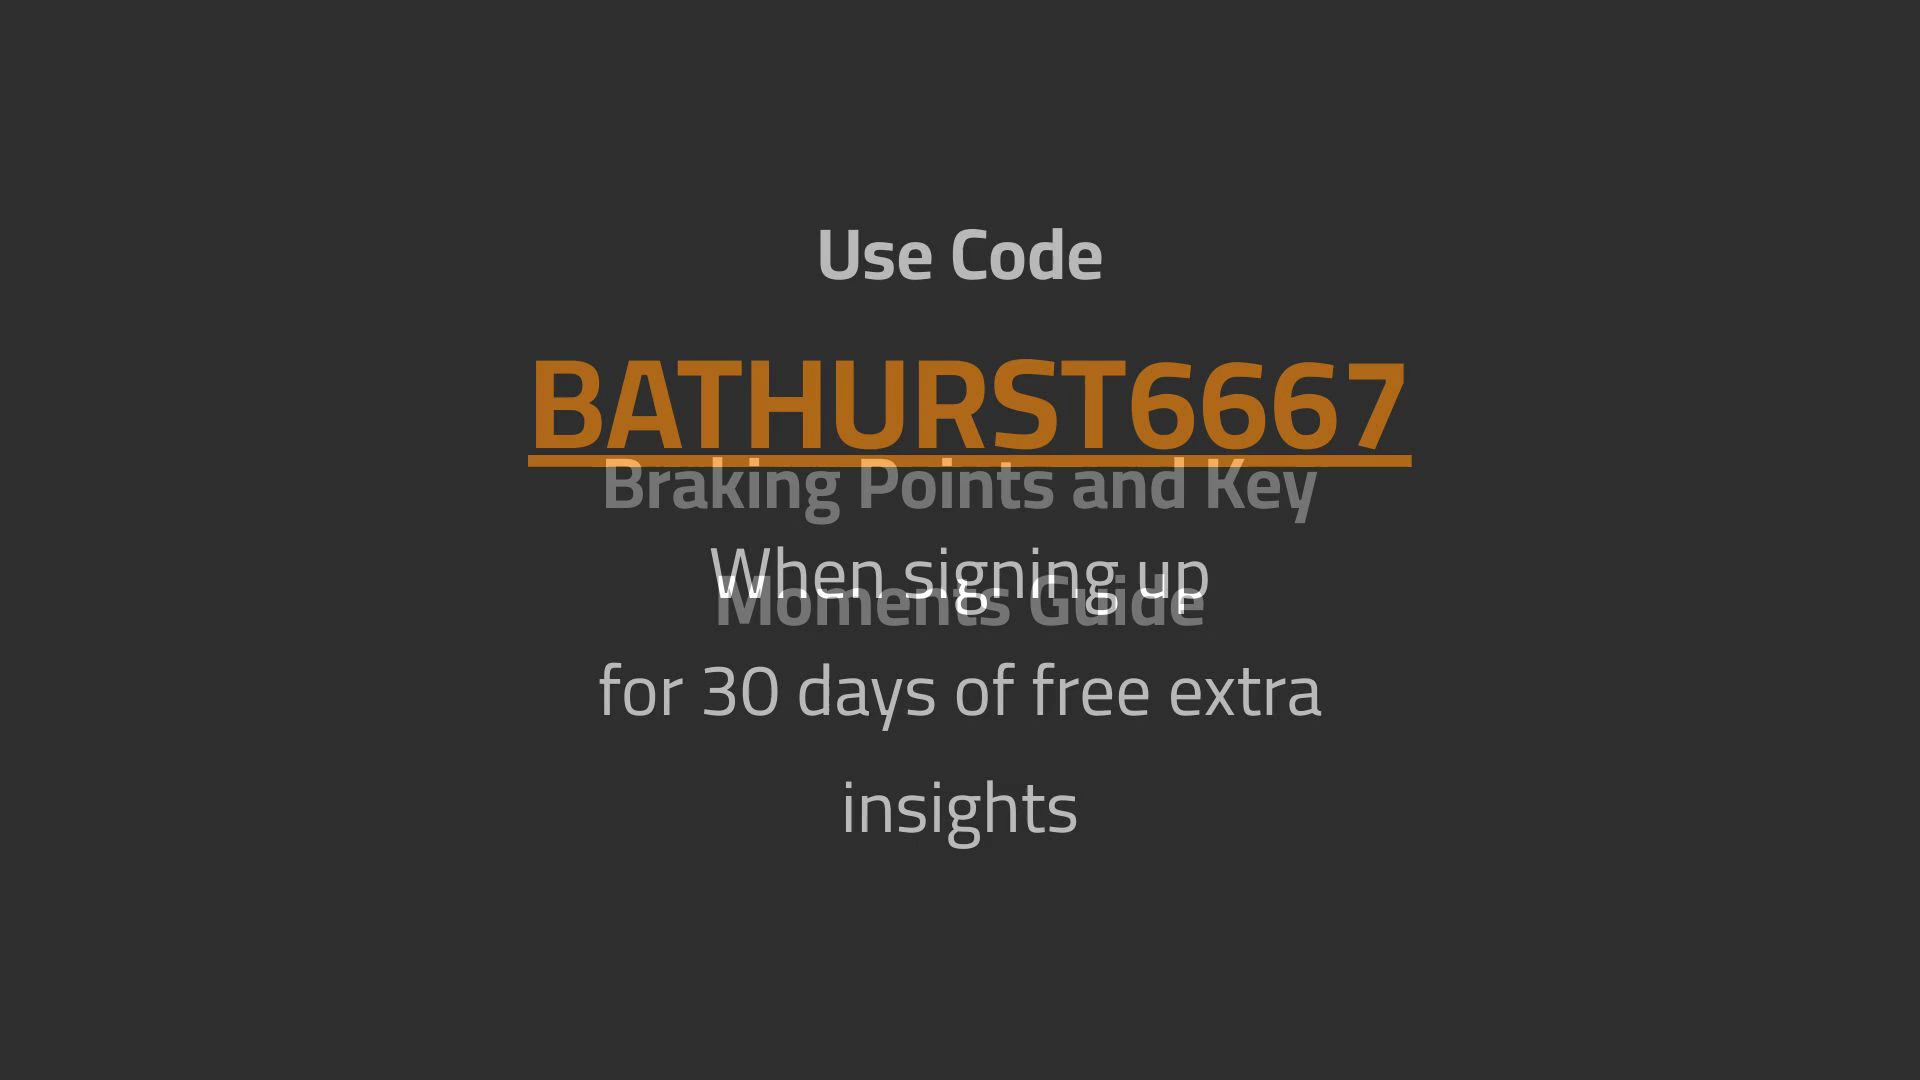 Use Code
BATHURST6667
Braking Points and Key
When signing up
Moments Guide
for 30 days of free extra
insights